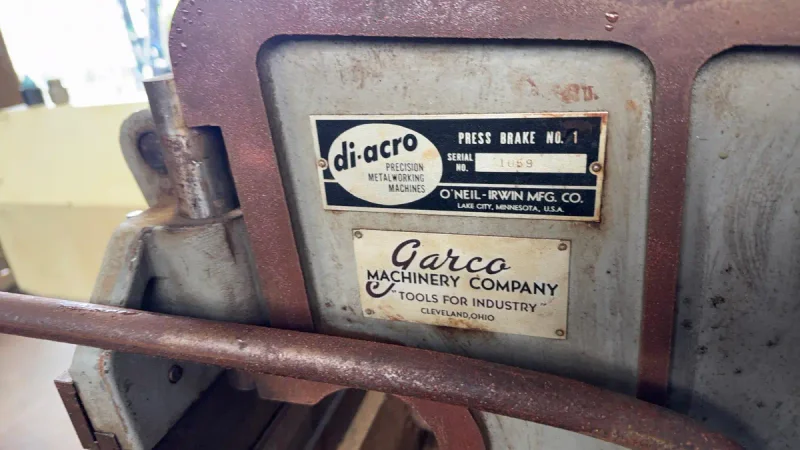 di-acro
PRECISION
METALWORKING
MACHINES
PRESS BRAKE NO. 1
SERIAL
NO.
O'NEIL-IRWIN MFG. CO.
LAKE CITY, MINNESOTA, U.S.A.
Garco
MACHINERY COMPANY
"TOOLS FOR INDUSTRY"
CLEVELAND, OHIO